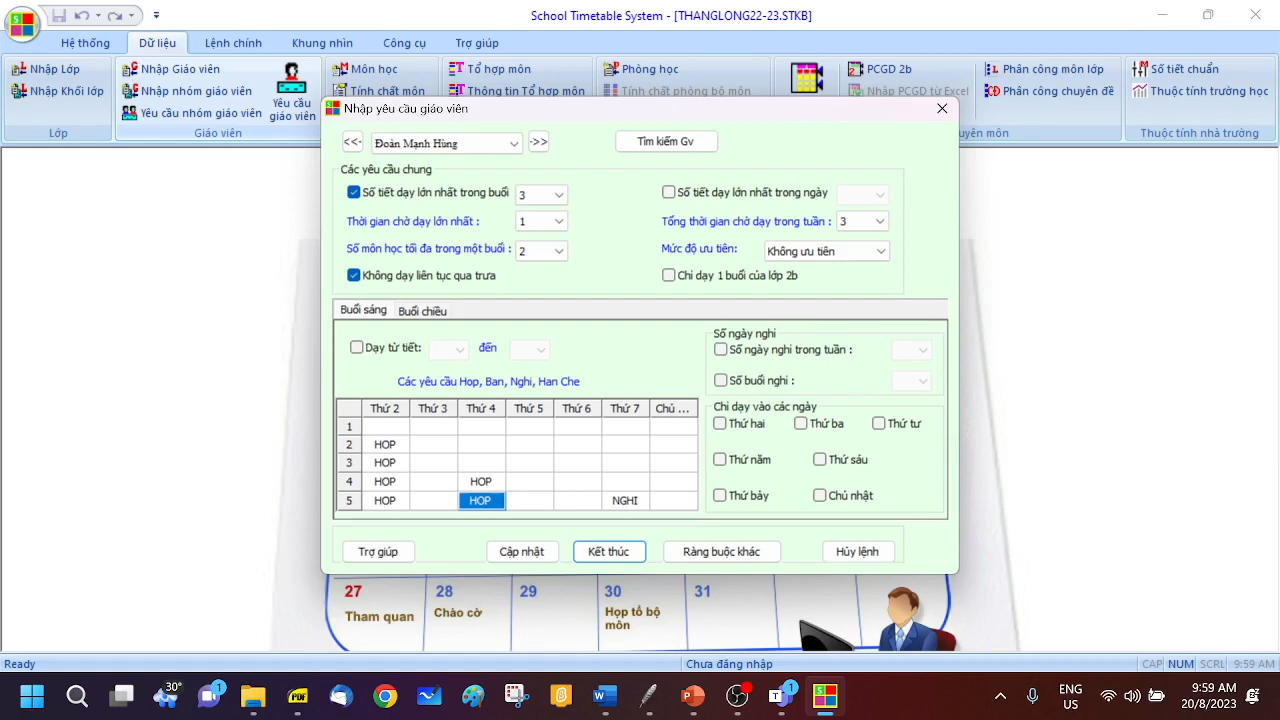 School Timetable System - [THANGLONG22-23.STKB]
Hệ thống Dữ liệu Lệnh chính Khung nhìn Công cụ Trợ giúp
Nhập Lớp Nhập Giáo viên Môn học Tổ hợp môn Phòng học PCGD 2b Phân công môn lớp Số tiết chuẩn
Nhập Khối lớp Nhập nhóm giáo viên Tính chất môn Thông tin Tổ hợp môn Tính chất phòng bộ môn Nhập PCGD từ Excel Phân công chuyên đề Thuộc tính môn học
Yêu cầu nhóm giáo viên
Yêu cầu
giáo viên
Lớp Giáo viên Thuộc tính nhà trường
Nhập yêu cầu giáo viên
<<- Đoàn Mạnh Hùng ->> Tìm kiếm Gv
Các yêu cầu chung
Số tiết dạy lớn nhất trong buổi 3 Số tiết dạy lớn nhất trong ngày
Thời gian chờ dạy lớn nhất : 1 Tổng thời gian chờ dạy trong tuần : 3
Số môn học tối đa trong một buổi : 2 Mức độ ưu tiên: Không ưu tiên
Không dạy liên tục qua trưa Chỉ dạy 1 buổi của lớp 2b
Buổi sáng Buổi chiều
Dạy từ tiết: đến
Các yêu cầu Hop, Ban, Nghi, Han Che
Số ngày nghỉ
Số ngày nghỉ trong tuần :
Số buổi nghỉ :
Thứ 2 Thứ 3 Thứ 4 Thứ 5 Thứ 6 Thứ 7 Chủ ...
1
2 HOP
3 HOP
4 HOP HOP
5 HOP HOP NGHI
Chỉ dạy vào các ngày
Thứ hai Thứ ba Thứ tư
Thứ năm Thứ sáu
Thứ bảy Chủ nhật
Trợ giúp Cập nhật Kết thúc Ràng buộc khác Hủy lệnh
27 28 29 30 31
Tham quan Chào cờ Họp tổ bộ
môn
Ready Chưa đăng nhập CAP NUM SCRL 9:59 AM
30° 1 PDF 1 ENG
US
9:59 AM
20/8/2023